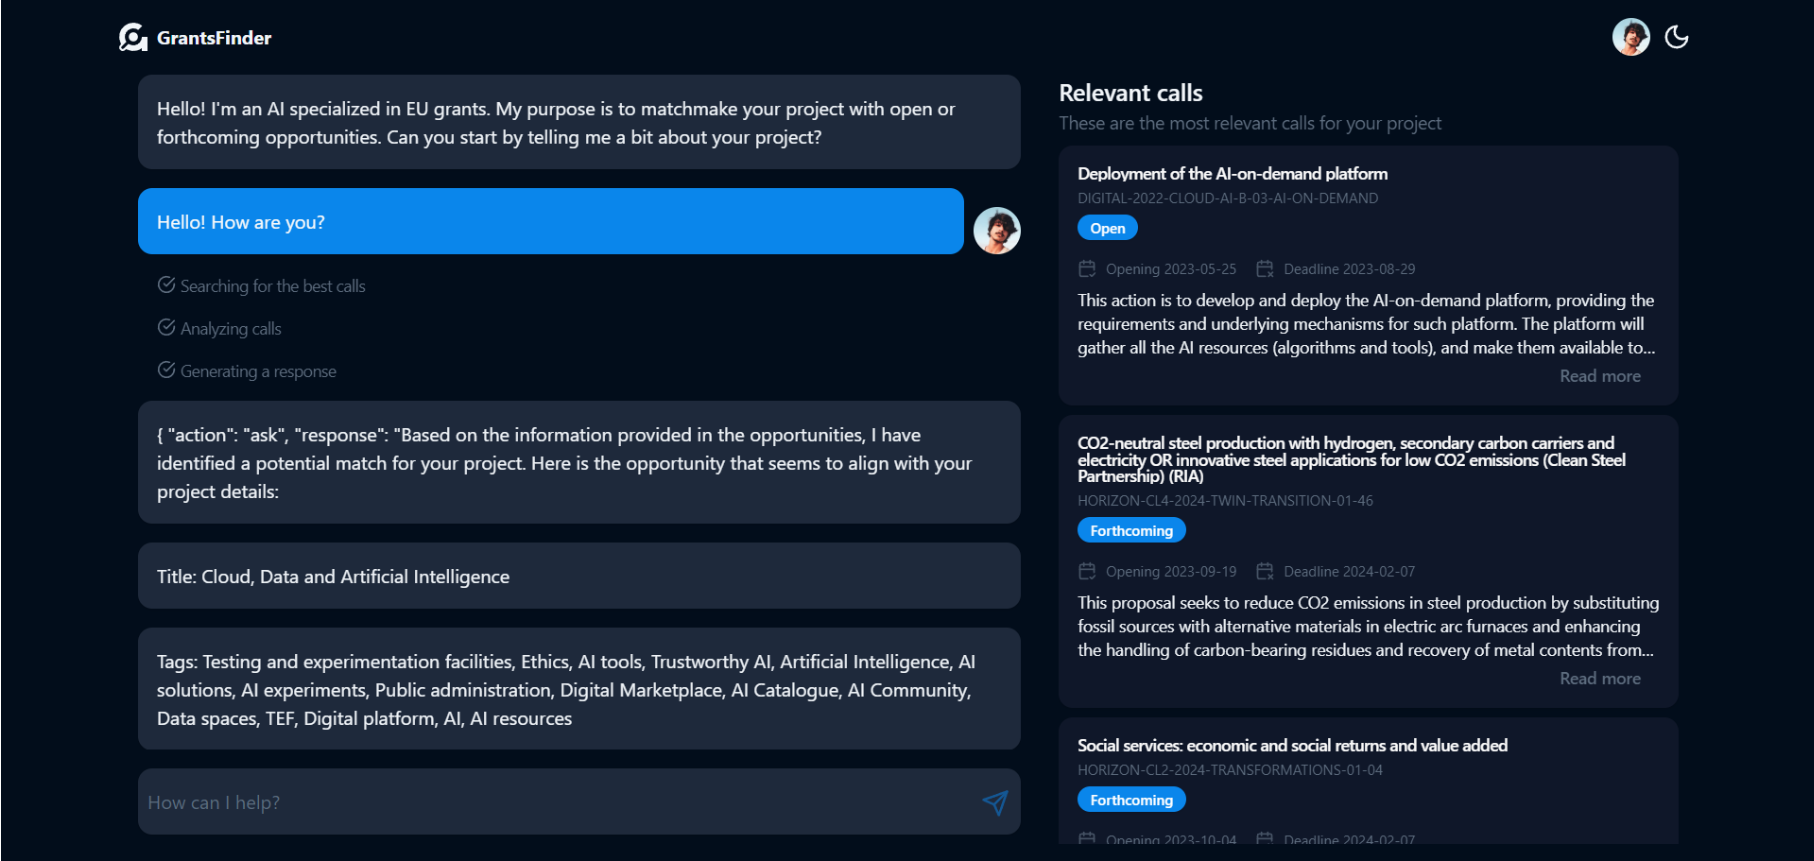 GrantsFinder
Hello! I'm an AI specialized in EU grants. My purpose is to matchmake your project with open or
forthcoming opportunities. Can you start by telling me a bit about your project?
Hello! How are you?
Searching for the best calls
Analyzing calls
Generating a response
{ "action": "ask", "response": "Based on the information provided in the opportunities, I have
identified a potential match for your project. Here is the opportunity that seems to align with your
project details:
Title: Cloud, Data and Artificial Intelligence
Tags: Testing and experimentation facilities, Ethics, AI tools, Trustworthy AI, Artificial Intelligence, AI
solutions, AI experiments, Public administration, Digital Marketplace, AI Catalogue, AI Community,
Data spaces, TEF, Digital platform, AI, AI resources
How can I help?
Relevant calls
These are the most relevant calls for your project
Deployment of the AI-on-demand platform
DIGITAL-2022-CLOUD-AI-B-03-AI-ON-DEMAND
Open
Opening 2023-05-25 Deadline 2023-08-29
This action is to develop and deploy the AI-on-demand platform, providing the
requirements and underlying mechanisms for such platform. The platform will
gather all the AI resources (algorithms and tools), and make them available to...
Read more
CO2-neutral steel production with hydrogen, secondary carbon carriers and
electricity OR innovative steel applications for low CO2 emissions (Clean Steel
Partnership) (RIA)
HORIZON-CL4-2024-TWIN-TRANSITION-01-46
Forthcoming
Opening 2023-09-19 Deadline 2024-02-07
This proposal seeks to reduce CO2 emissions in steel production by substituting
fossil sources with alternative materials in electric arc furnaces and enhancing
the handling of carbon-bearing residues and recovery of metal contents from...
Read more
Social services: economic and social returns and value added
HORIZON-CL2-2024-TRANSFORMATIONS-01-04
Forthcoming
Opening 2023-10-04 Deadline 2024-02-07